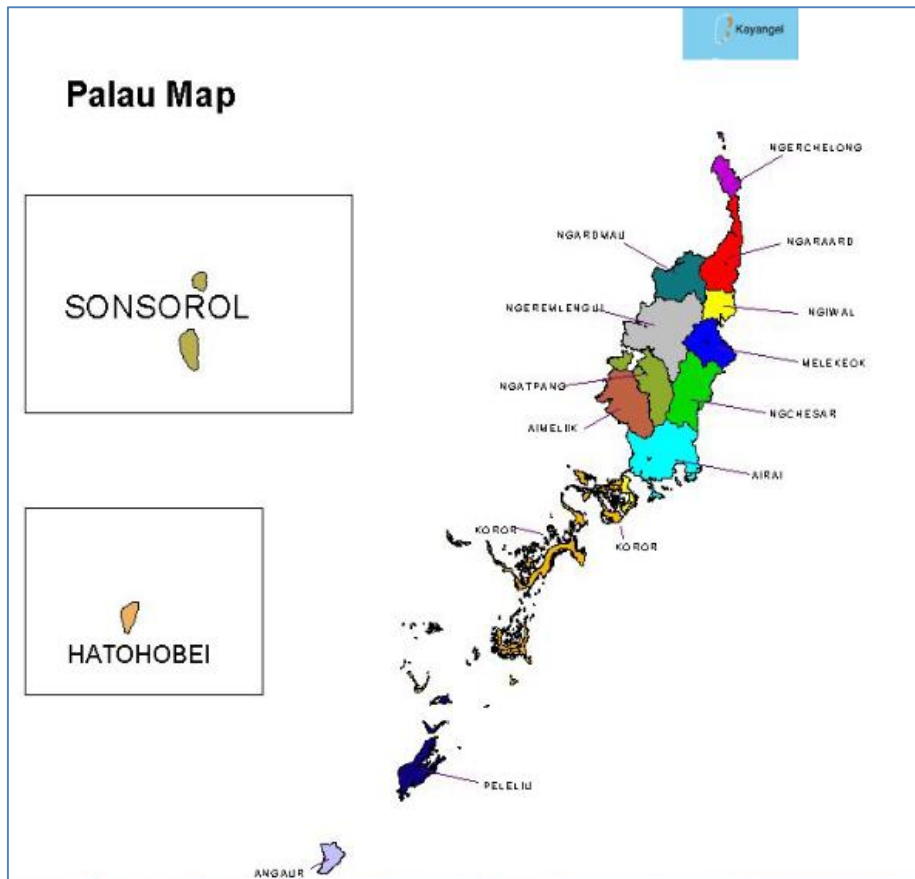 Kayangel
Palau Map
NGERCHELONG
NGARDMAU
NGARAARD
SONSOROL
NGEREMLENGUI
NGIWAL
MELEKEOK
NGATPANG
NGCHESAR
AIMELIIK
AIRAI
KOROR
KOROR
HATOHOBEI
PELELIU
ANGAUR